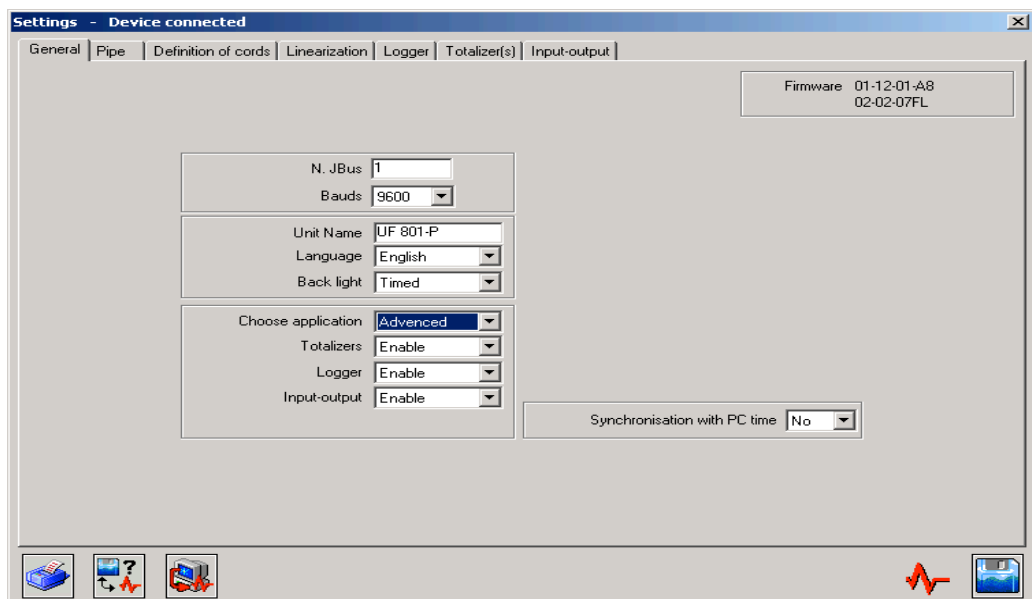 Settings - Device connected
General Pipe Definition of cords Linearization Logger Totalizer(s) Input-output
Firmware 01-12-01-A8
02-02-07FL
N. JBus 1
Bauds 9600
Unit Name UF 801-P
Language English
Back light Timed
Choose application Advenced
Totalizers Enable
Logger Enable
Input-output Enable
Synchronisation with PC time No
?